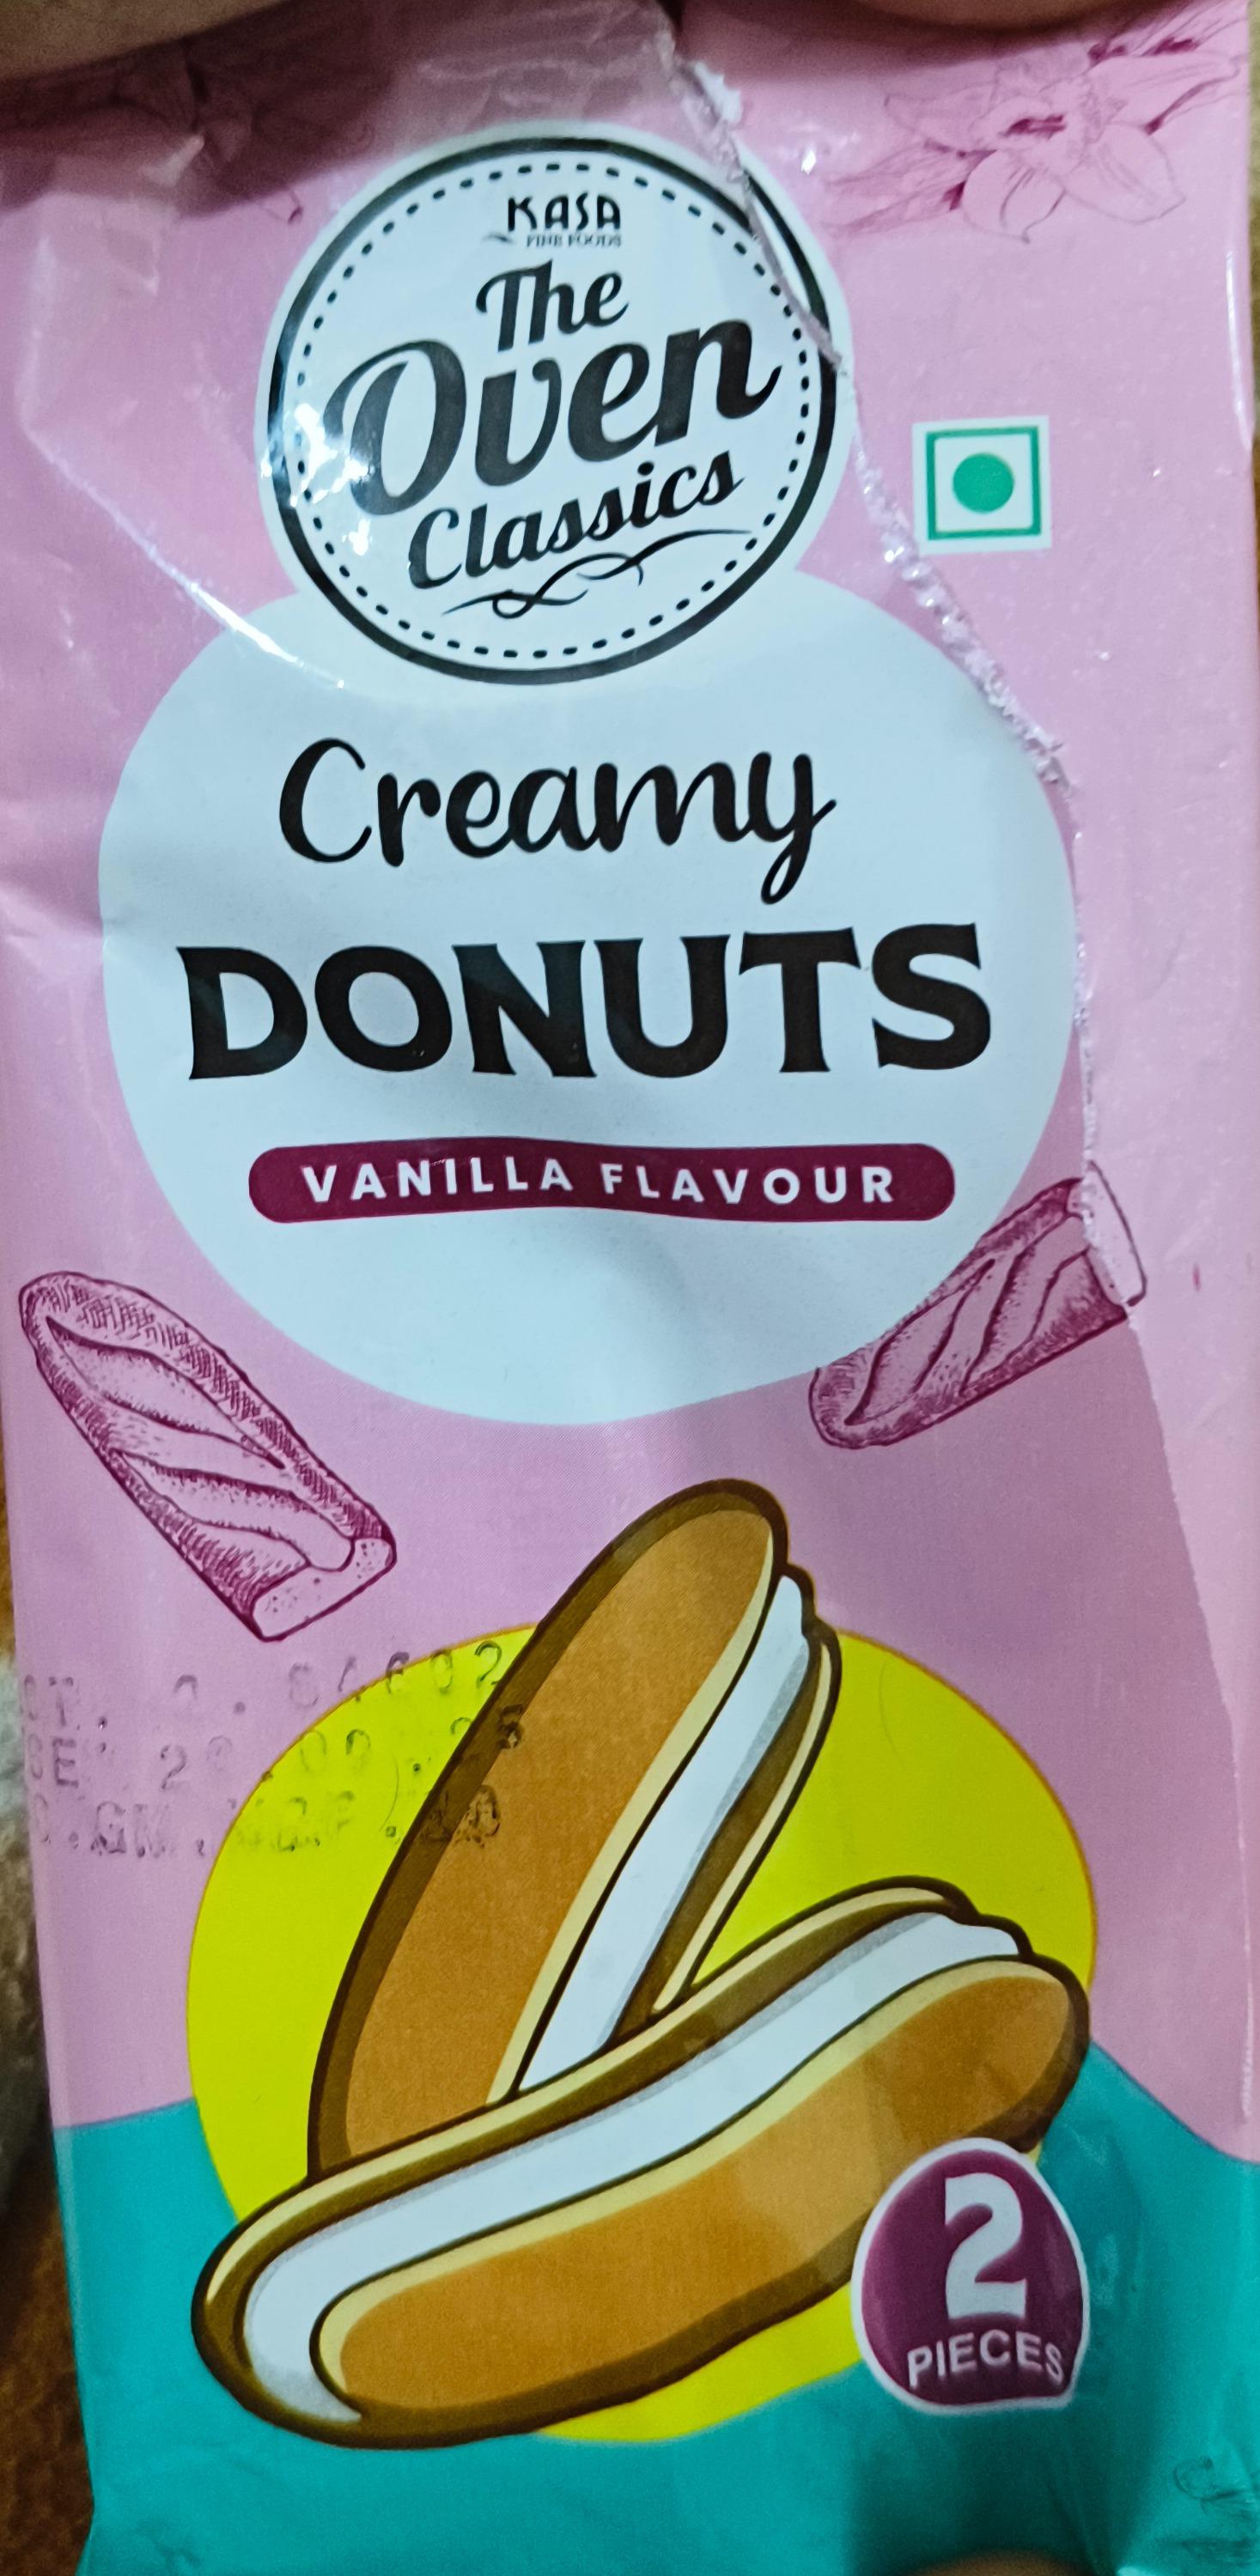 KASA
FINE FOODS
The
Oven
Classics
Creamy
DONUTS
VANILLA FLAVOUR
2
PIECES